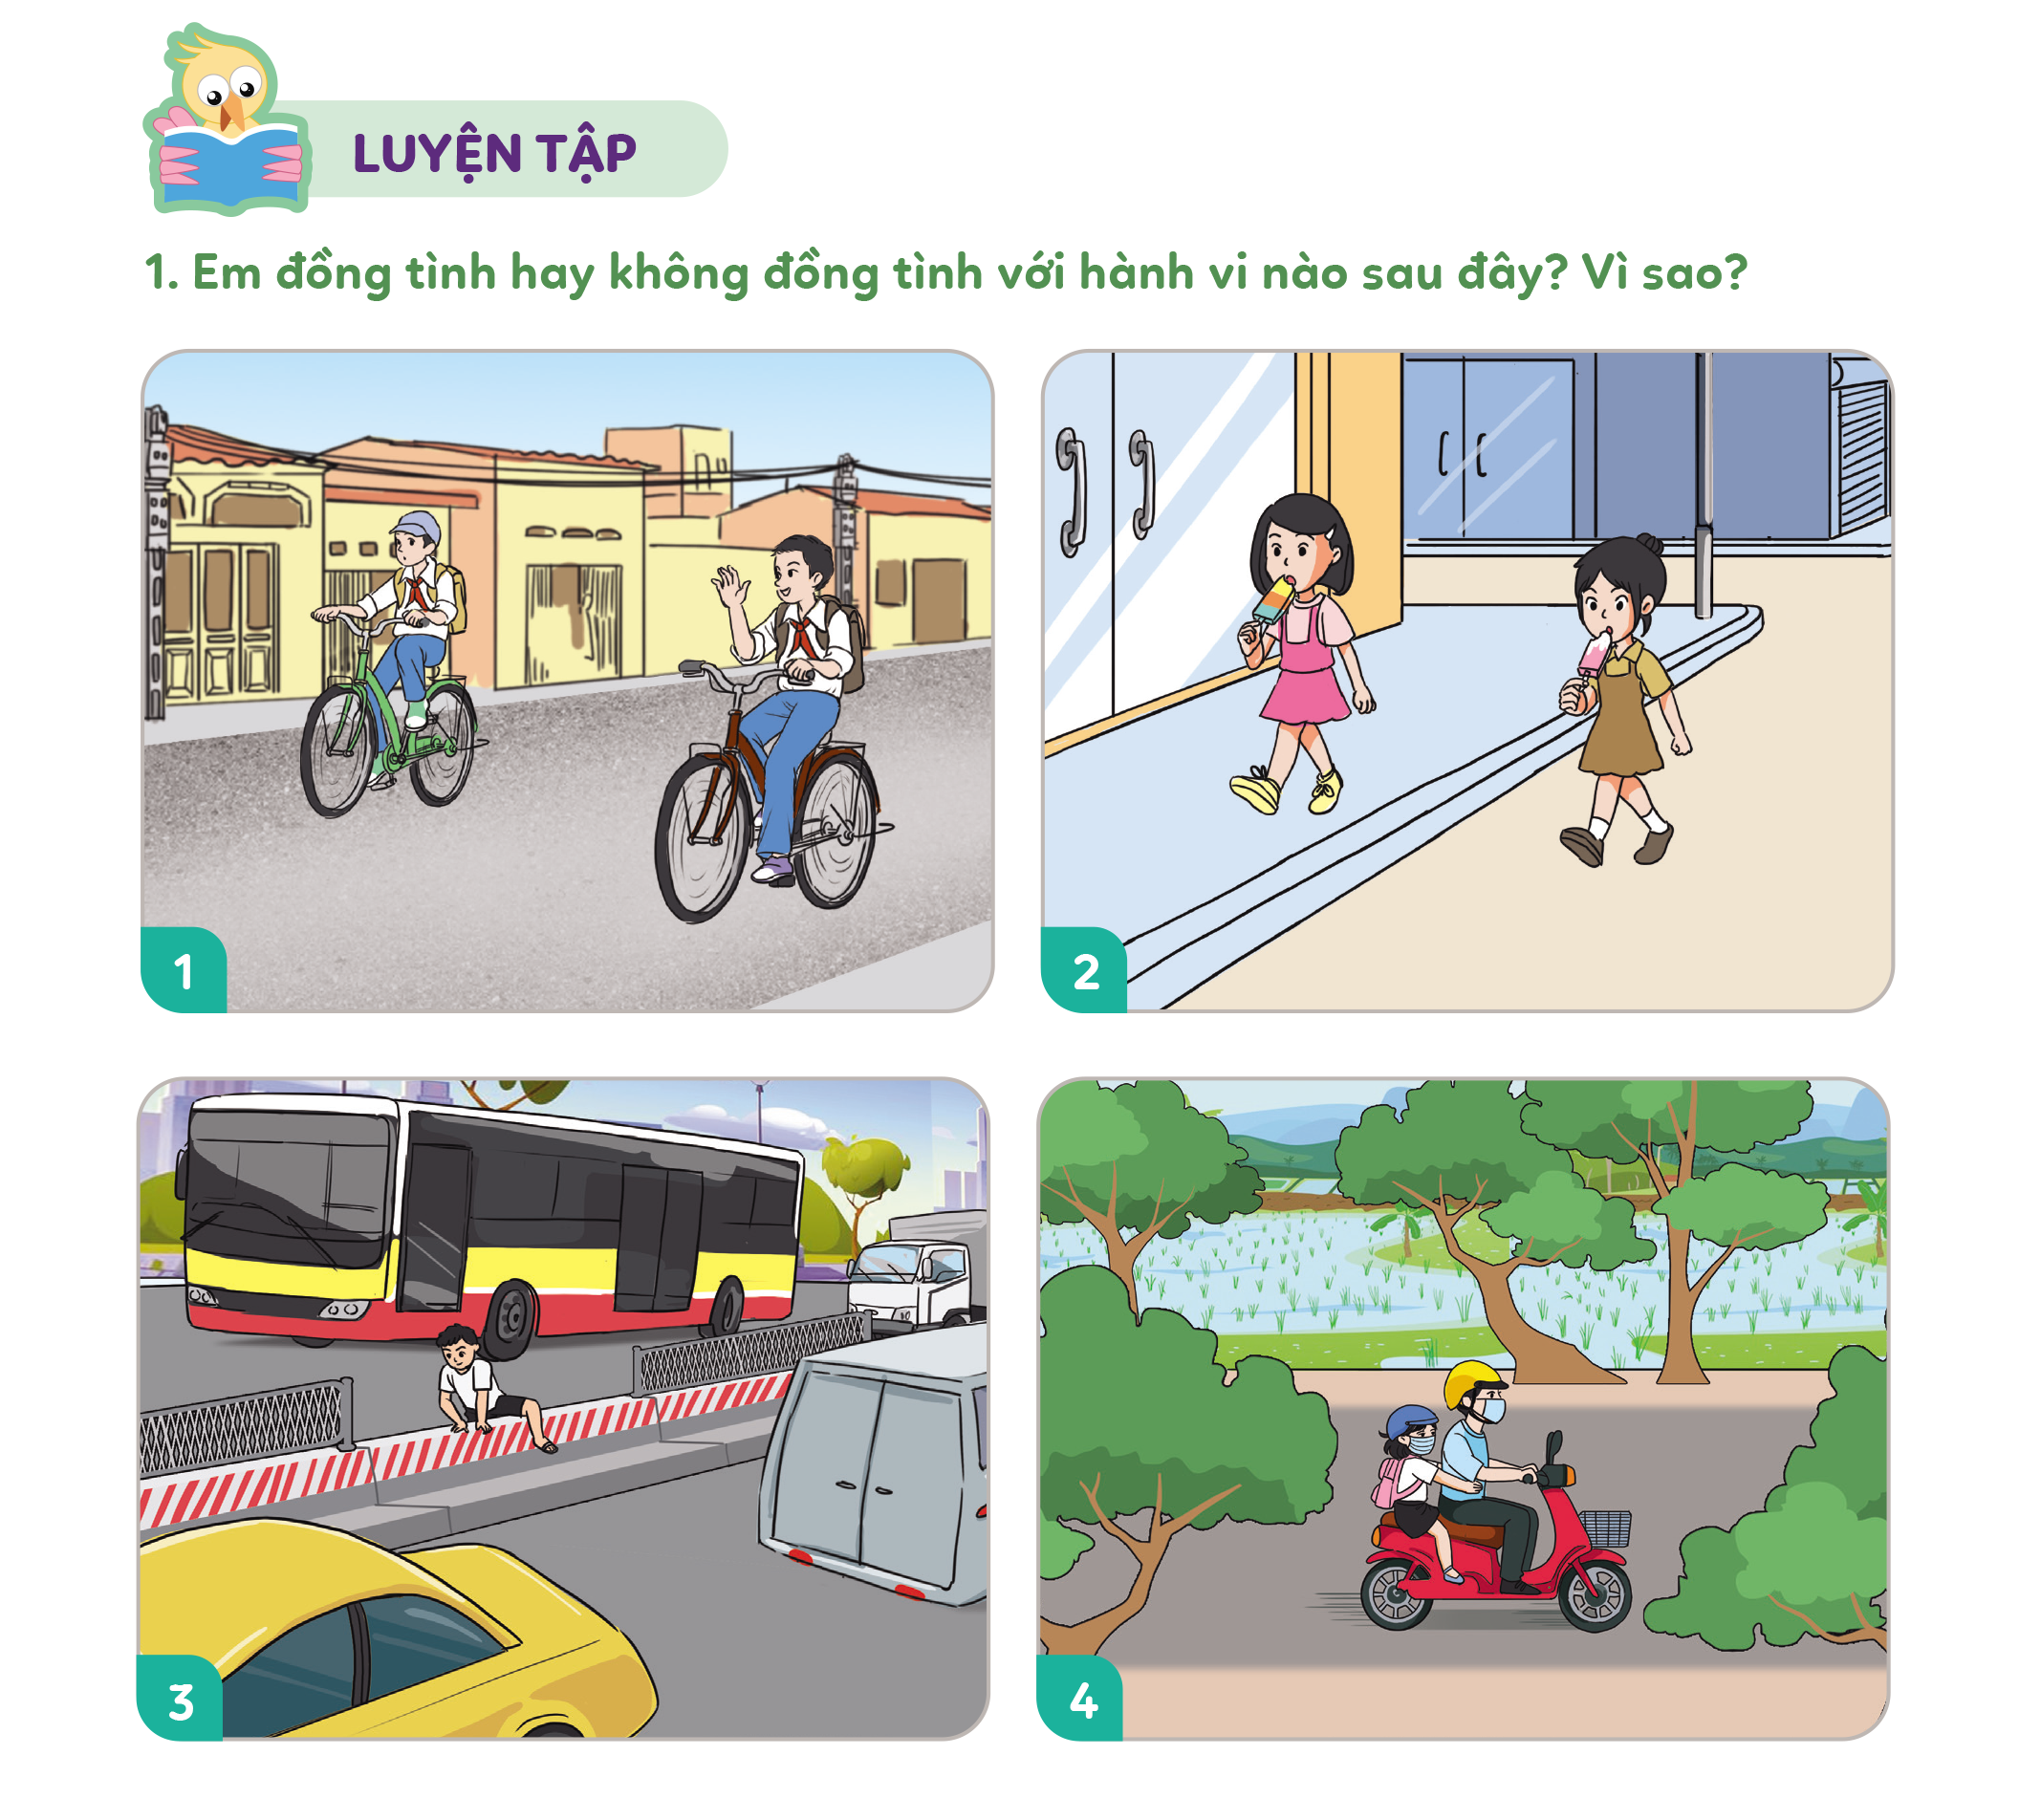 LUYỆN TẬP
1. Em đồng tình hay không đồng tình với hành vi nào sau đây? Vì sao?
1
2
3
4